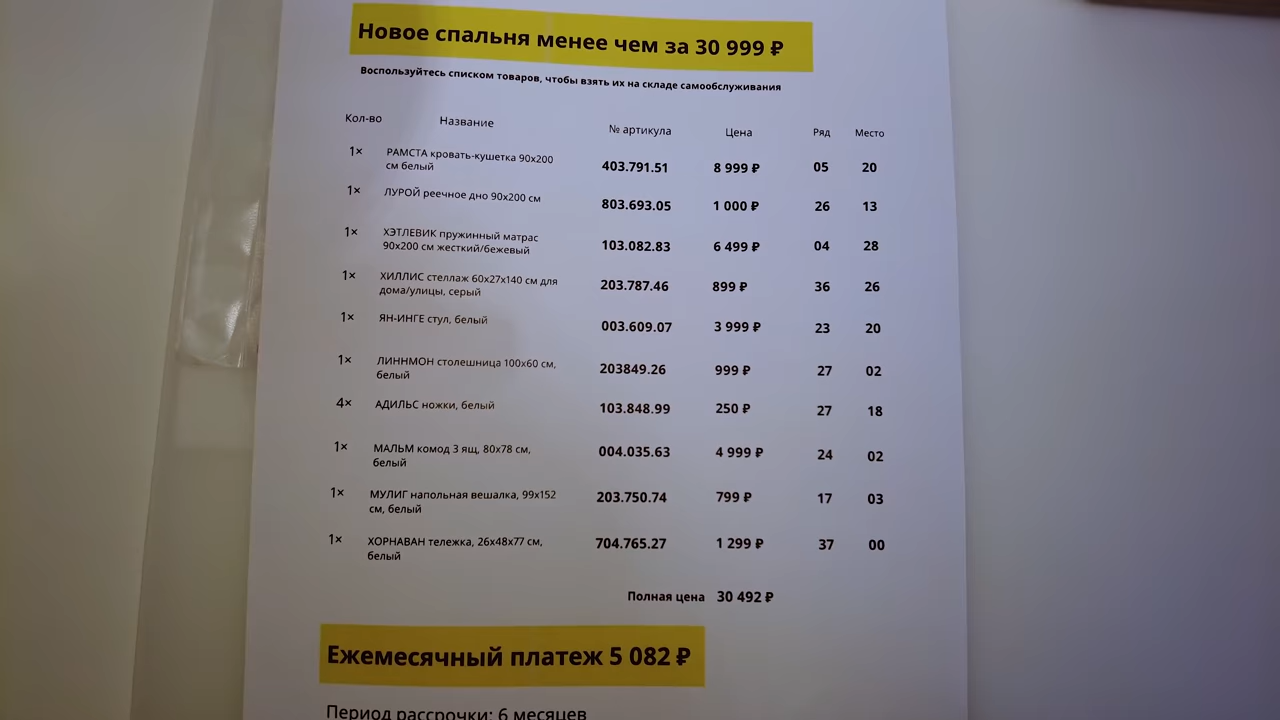 Новое спальня менее чем за 30 999 ₽
Воспользуйтесь списком товаров, чтобы взять их на складе самообслуживания
Кол-во Название № артикула Цена Ряд Место
1× РАМСТА кровать-кушетка 90x200 403.791.51 8 999 ₽ 05 20
см белый
1× ЛУРОЙ реечное дно 90x200 см 803.693.05 1 000 ₽ 26 13
1× ХЭТЛЕВИК пружинный матрас 103.082.83 6 499 ₽ 04 28
90x200 см жесткий/бежевый
1× ХИЛЛИС стеллаж 60x27x140 см для 203.787.46 899 ₽ 36 26
дома/улицы, серый
1× ЯН-ИНГЕ стул, белый 003.609.07 3 999 ₽ 23 20
1× ЛИННМОН столешница 100x60 см, 203849.26 999 ₽ 27 02
белый
4× АДИЛЬС ножки, белый 103.848.99 250 ₽ 27 18
1× МАЛЬМ комод 3 ящ, 80x78 см, 004.035.63 4 999 ₽ 24 02
белый
1× МУЛИГ напольная вешалка, 99x152 203.750.74 799 ₽ 17 03
см, белый
1× ХОРНАВАН тележка, 26x48x77 см, 704.765.27 1 299 ₽ 37 00
белый
Полная цена 30 492 ₽
Ежемесячный платеж 5 082 ₽
Период рассрочки: 6 месяцев